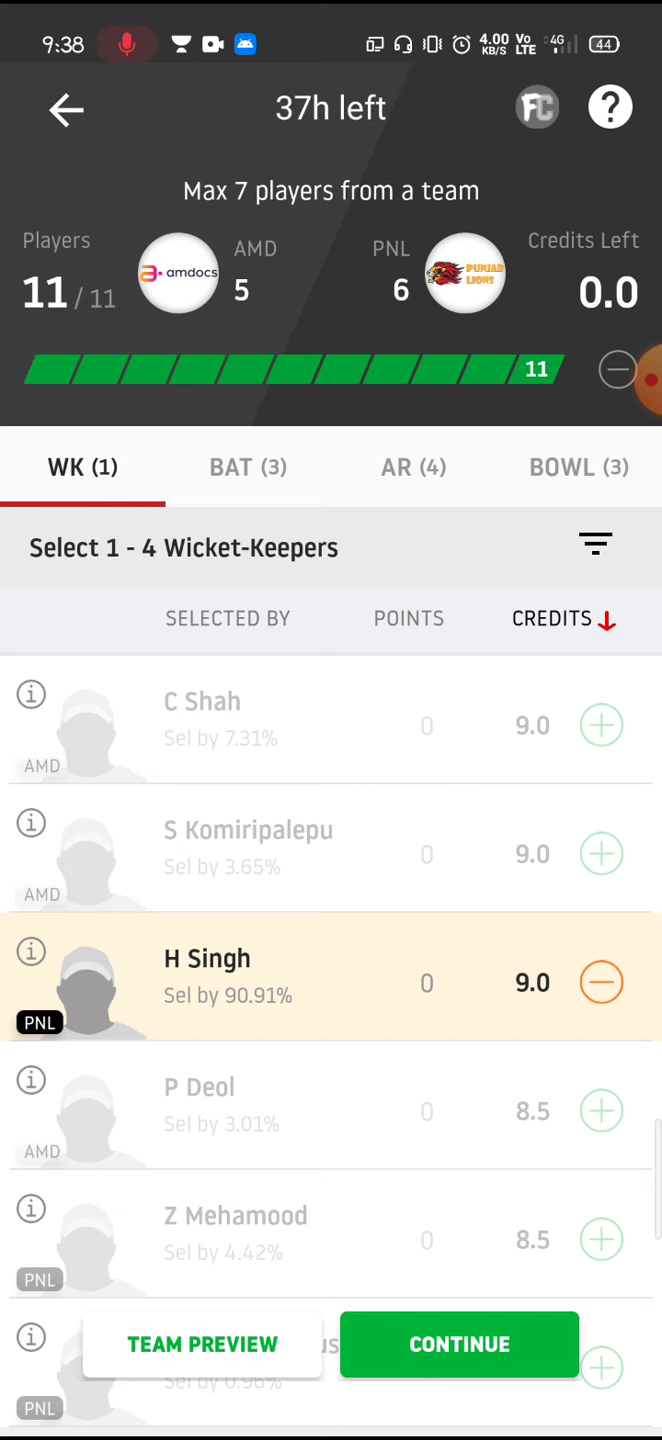 9:38
4.00 KB/S
Vo LTE
4G
44
37h left
FC
?
Max 7 players from a team
Players
11 / 11
amdocs
AMD
5
PNL
6
PUNJAB LIONS
Credits Left
0.0
11
WK (1)
BAT (3)
AR (4)
BOWL (3)
Select 1 - 4 Wicket-Keepers
SELECTED BY
POINTS
CREDITS
C Shah
Sel by 7.31%
0
9.0
AMD
S Komiripalepu
Sel by 3.65%
0
9.0
AMD
H Singh
Sel by 90.91%
0
9.0
PNL
P Deol
Sel by 3.01%
0
8.5
AMD
Z Mehamood
Sel by 4.42%
0
8.5
PNL
TEAM PREVIEW
CONTINUE
Sel by 0.96%
PNL